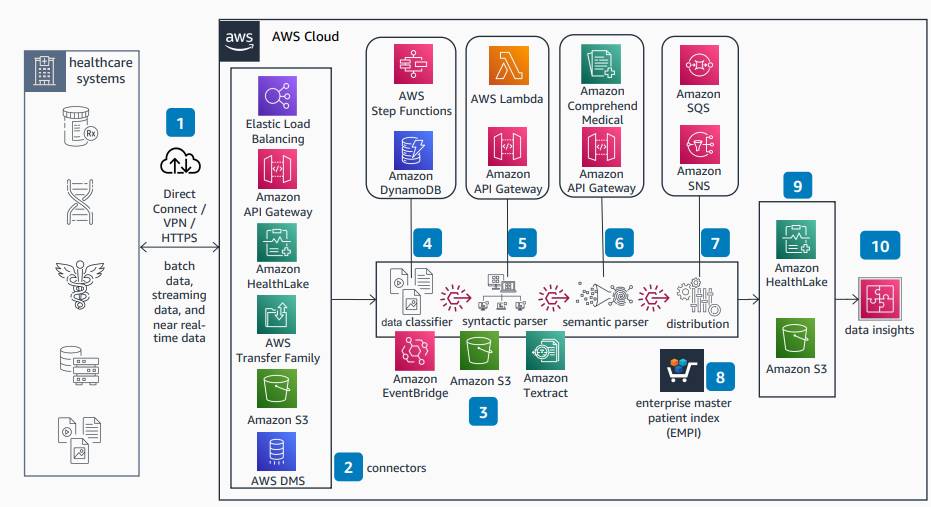 healthcare
systems
Rx
1
Direct
Connect /
VPN /
HTTPS
batch
data,
streaming
data, and
near real-
time data
aws
AWS Cloud
Elastic Load
Balancing
Amazon
API Gateway
Amazon
HealthLake
AWS
Transfer Family
Amazon S3
AWS DMS
2
connectors
AWS
Step Functions
Amazon
DynamoDB
AWS Lambda
Amazon
API Gateway
Amazon
Comprehend
Medical
Amazon
API Gateway
Amazon
SQS
Amazon
SNS
4
5
6
7
data classifier
syntactic parser
semantic parser
distribution
Amazon
EventBridge
Amazon S3
Amazon
Textract
3
8
enterprise master
patient index
(EMPI)
9
Amazon
HealthLake
Amazon S3
10
data insights